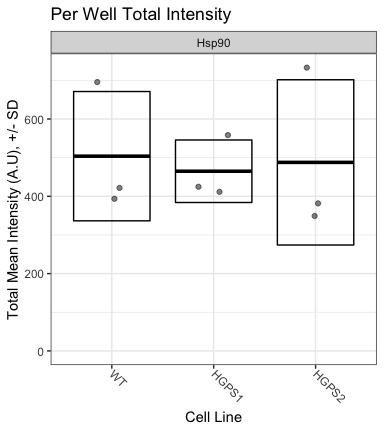 Per Well Total Intensity
Hsp90
Total Mean Intensity (A.U), +/- SD
600
400
200
0
WT
HGPS1
HGPS2
Cell Line